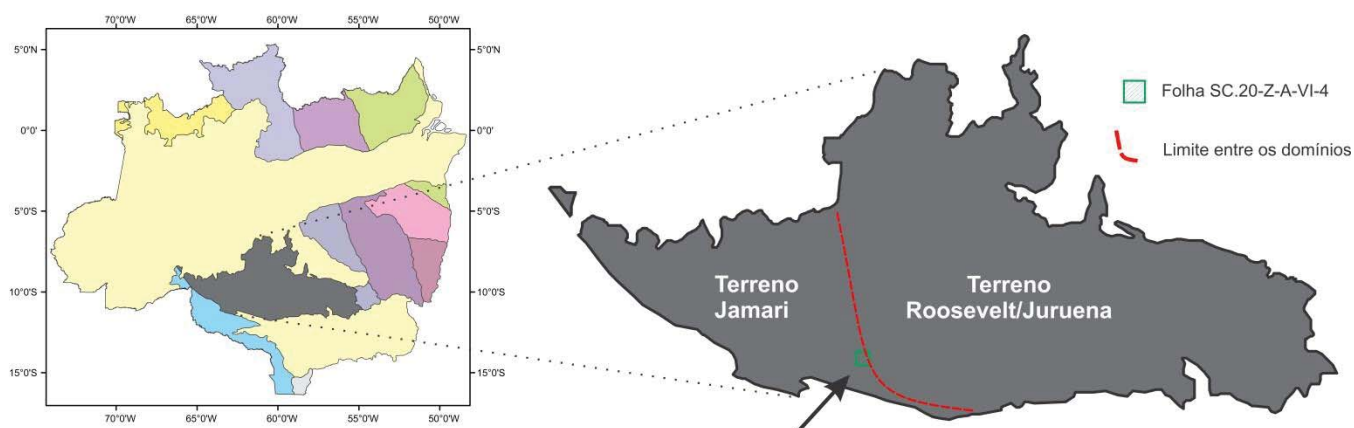 70°0'W 65°0'W 60°0'W 55°0'W 50°0'W
5°0'N 5°0'N
0°0'N 0°0'N
5°0'S 5°0'S
10°0'S 10°0'S
15°0'S 15°0'S
70°0'W 65°0'W 60°0'W 55°0'W 50°0'W
Terreno
Jamari
Terreno
Roosevelt/Juruena
Folha SC.20-Z-A-VI-4
Limite entre os domínios